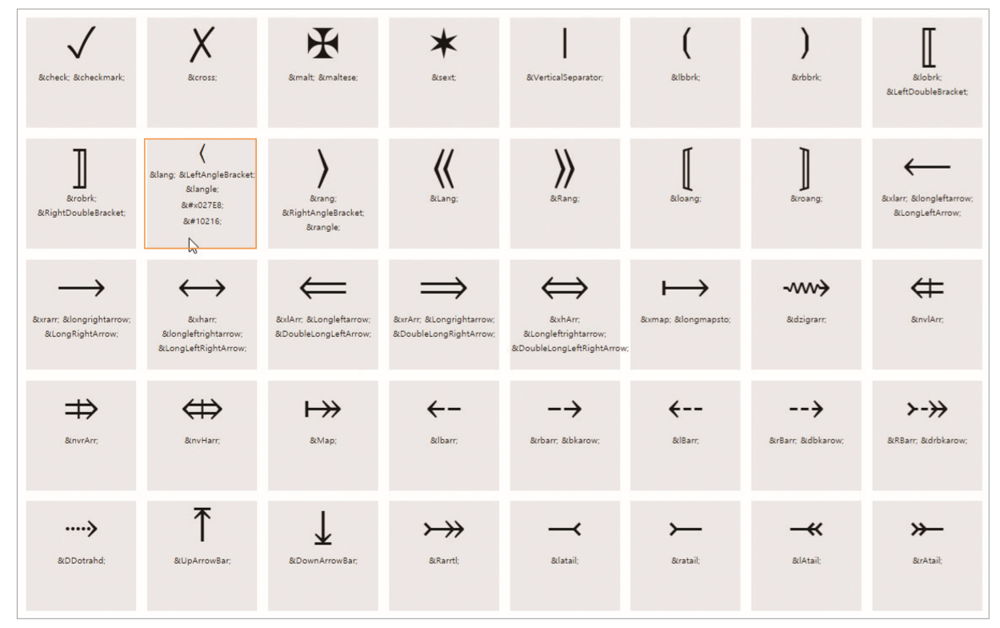 ✓
&check; &checkmark;
✗
&cross;
✠
&malt; &maltese;
✶
&sext;
❘
&VerticalSeparator;
❲
&lbbrk;
❳
&rbbrk;
⟦
&lobrk;
&LeftDoubleBracket;
⟧
&robrk;
&RightDoubleBracket;
⟨
&lang; &LeftAngleBracket;
&langle;
&#x027E8;
&#10216;
⟩
&rang;
&RightAngleBracket;
&rangle;
⟪
&Lang;
⟫
&Rang;
⟬
&loang;
⟭
&roang;
⟵
&xlarr; &longleftarrow;
&LongLeftArrow;
⟶
&xrarr; &longrightarrow;
&LongRightArrow;
⟷
&xharr;
&longleftrightarrow;
&LongLeftRightArrow;
⟸
&xlArr; &Longleftarrow;
&DoubleLongLeftArrow;
⟹
&xrArr; &Longrightarrow;
&DoubleLongRightArrow;
⟺
&xhArr;
&Longleftrightarrow;
&DoubleLongLeftRightArrow;
⟼
&xmap; &longmapsto;
⟿
&dzigrarr;
⤂
&nvlArr;
⤃
&nvrArr;
⤄
&nvHarr;
⤅
&Map;
⤌
&lbarr;
⤍
&rbarr; &bkarow;
⤎
&lBarr;
⤏
&rBarr; &dbkarow;
⤐
&RBarr; &drbkarow;
⤑
&DDotrahd;
⤒
&UpArrowBar;
⤓
&DownArrowBar;
⤖
&Rarrtl;
⤙
&latail;
⤚
&ratail;
⤛
&lAtail;
⤜
&rAtail;